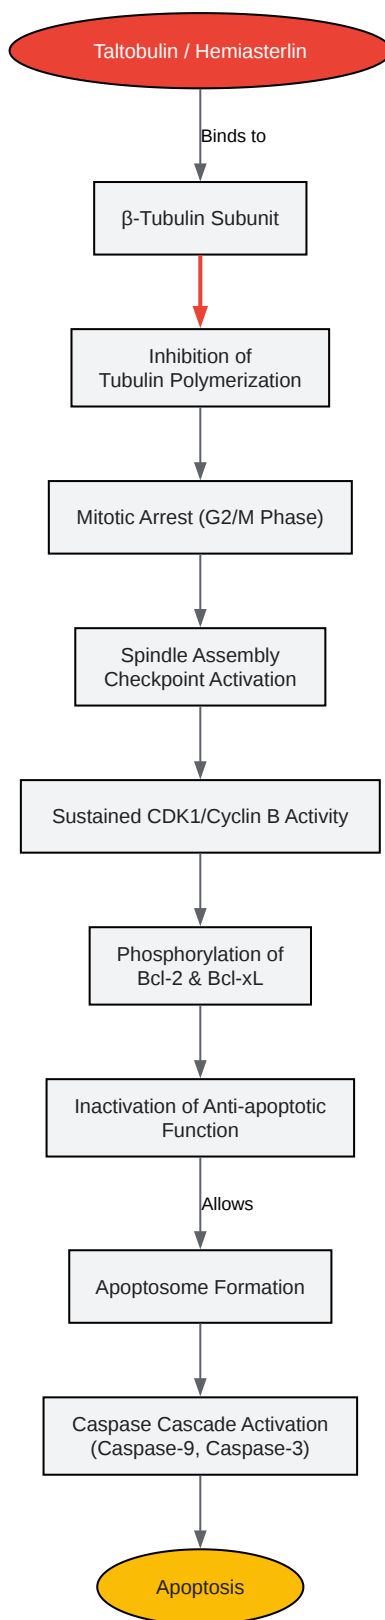 Taltobulin / Hemiasterlin
Binds to
β-Tubulin Subunit
Inhibition of
Tubulin Polymerization
Mitotic Arrest (G2/M Phase)
Spindle Assembly
Checkpoint Activation
Sustained CDK1/Cyclin B Activity
Phosphorylation of
Bcl-2 & Bcl-xL
Inactivation of Anti-apoptotic
Function
Allows
Apoptosome Formation
Caspase Cascade Activation
(Caspase-9, Caspase-3)
Apoptosis